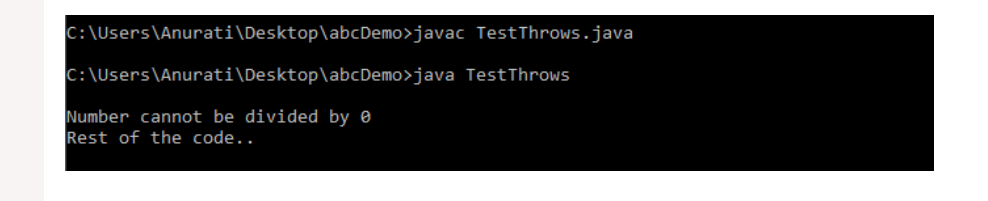 C:\Users\Anurati\Desktop\abcDemo>javac TestThrows.java
C:\Users\Anurati\Desktop\abcDemo>java TestThrows
Number cannot be divided by 0
Rest of the code..